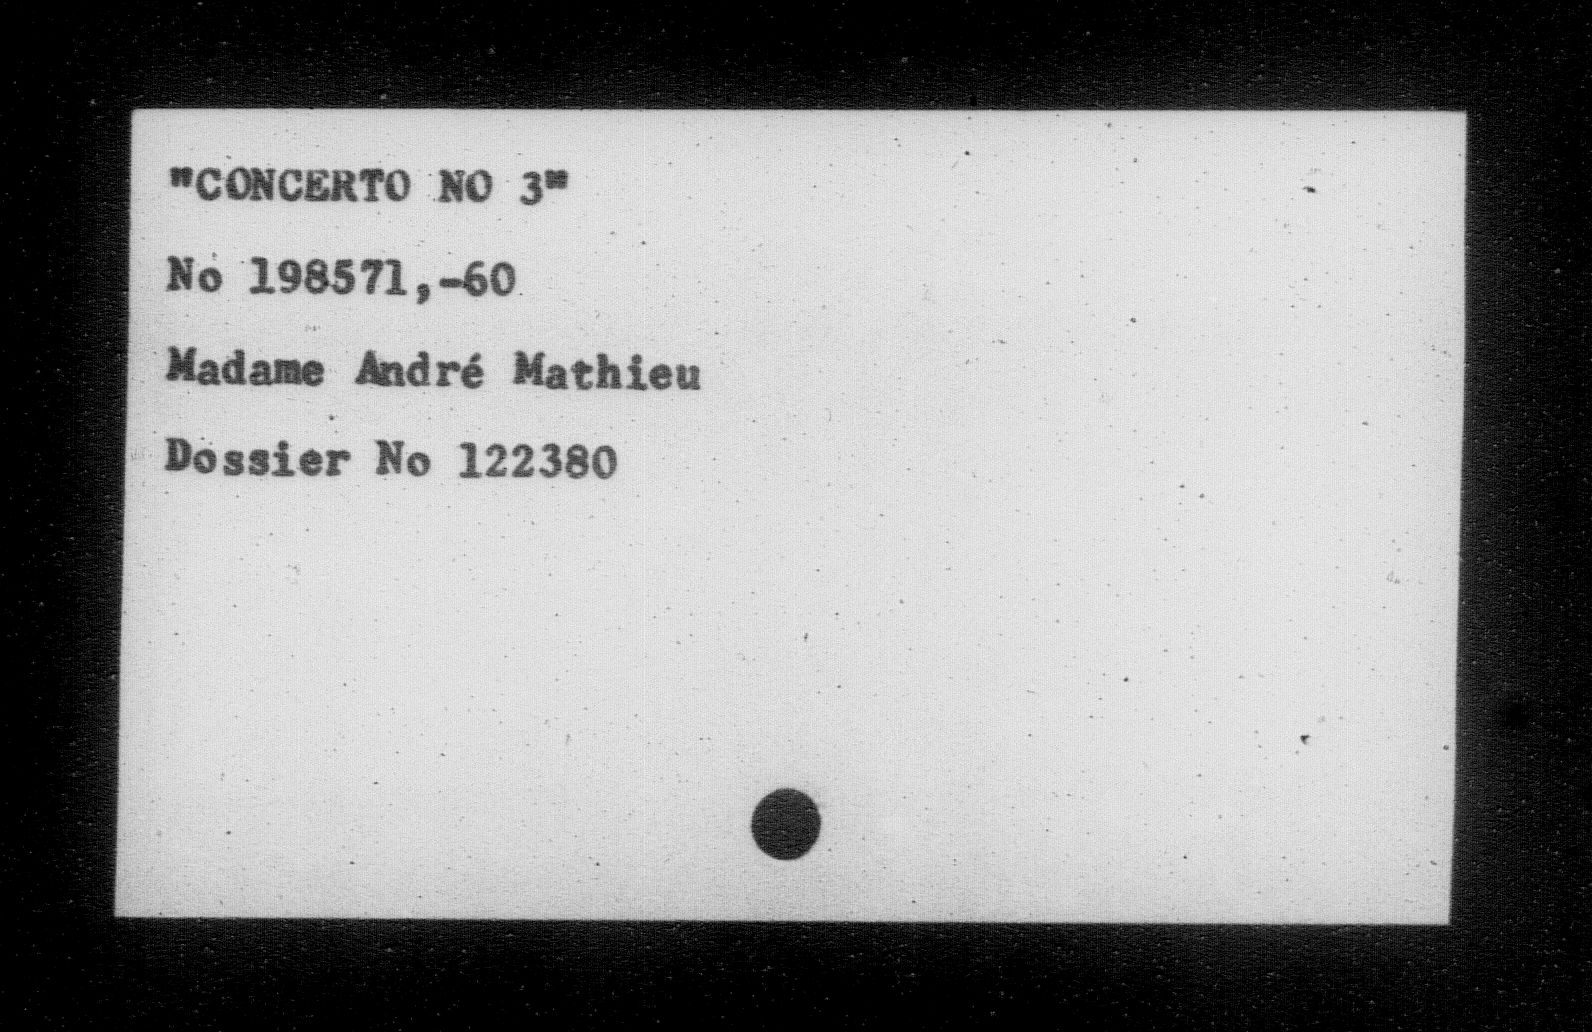 "CONCERTO NO 3"
No 198571,-60
Madame André Mathieu
Dossier No 122380